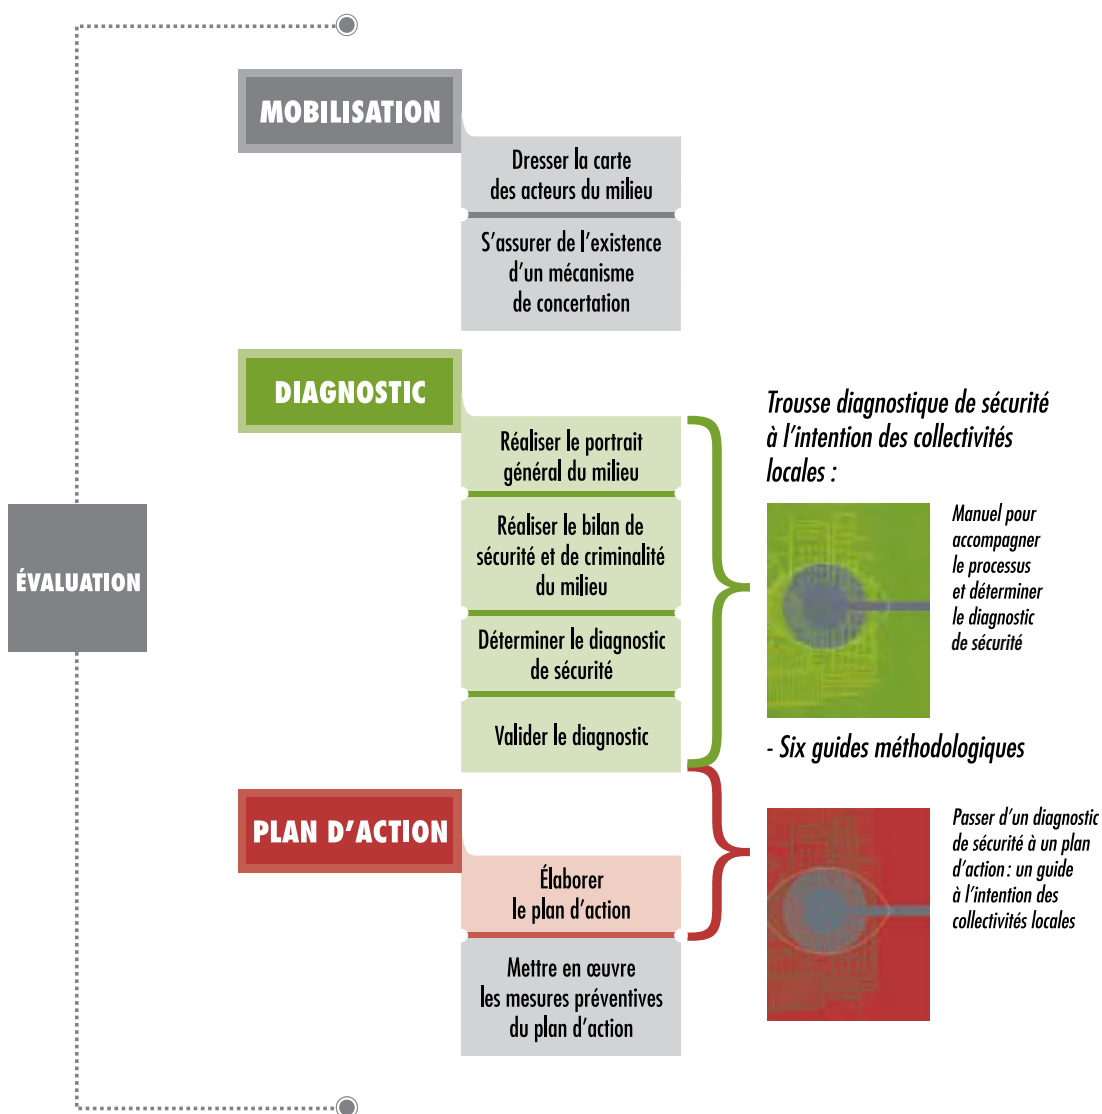 MOBILISATION
Dresser la carte
des acteurs du milieu
S'assurer de l'existence
d'un mécanisme
de concertation
DIAGNOSTIC
Réaliser le portrait
général du milieu
Réaliser le bilan de
sécurité et de criminalité
du milieu
Déterminer le diagnostic
de sécurité
Valider le diagnostic
Trousse diagnostique de sécurité
à l'intention des collectivités
locales :
Manuel pour
accompagner
le processus
et déterminer
le diagnostic
de sécurité
- Six guides méthodologiques
ÉVALUATION
PLAN D'ACTION
Élaborer
le plan d'action
Mettre en œuvre
les mesures préventives
du plan d'action
Passer d'un diagnostic
de sécurité à un plan
d'action : un guide
à l'intention des
collectivités locales